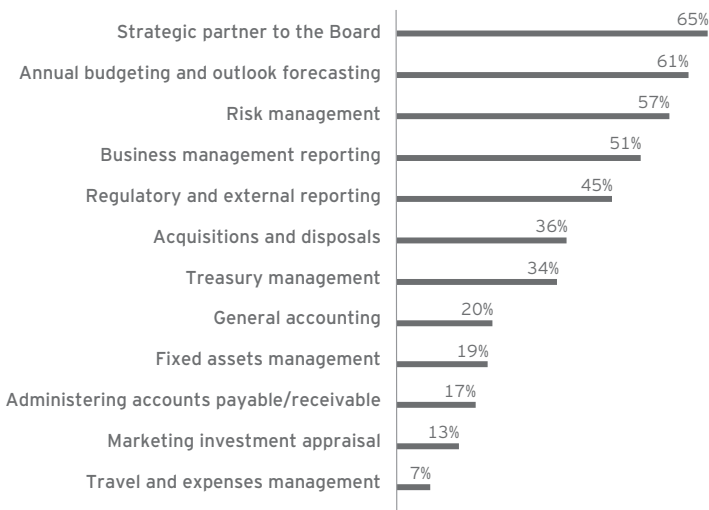 Strategic partner to the Board 65%
Annual budgeting and outlook forecasting 61%
Risk management 57%
Business management reporting 51%
Regulatory and external reporting 45%
Acquisitions and disposals 36%
Treasury management 34%
General accounting 20%
Fixed assets management 19%
Administering accounts payable/receivable 17%
Marketing investment appraisal 13%
Travel and expenses management 7%